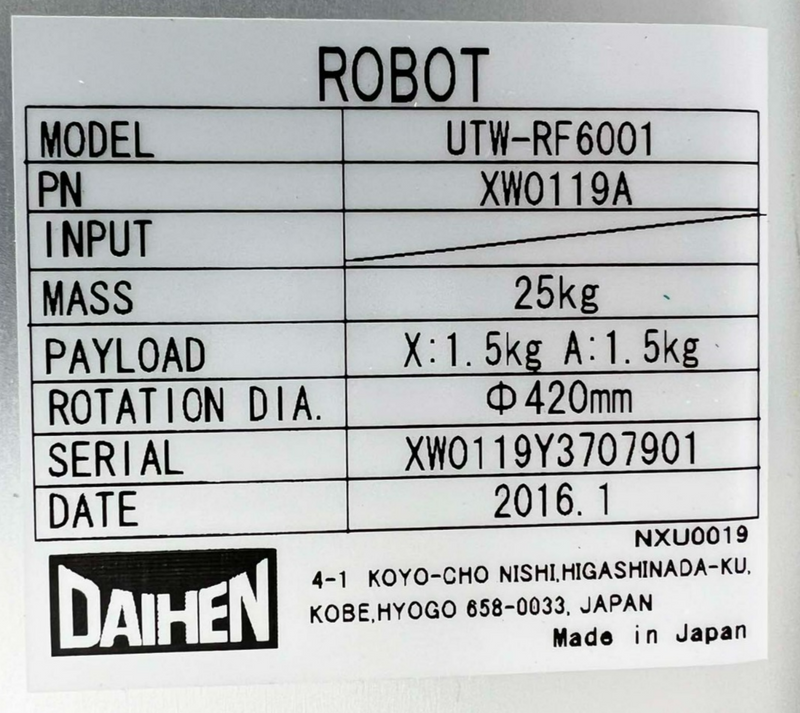 ROBOT
MODEL UTW-RF6001
PN XW0119A
INPUT
MASS 25kg
PAYLOAD X:1.5kg A:1.5kg
ROTATION DIA. Φ420mm
SERIAL XW0119Y3707901
DATE 2016.1
NXU0019
DAIHEN
4-1 KOYO-CHO NISHI,HIGASHINADA-KU,
KOBE,HYOGO 658-0033, JAPAN
Made in Japan